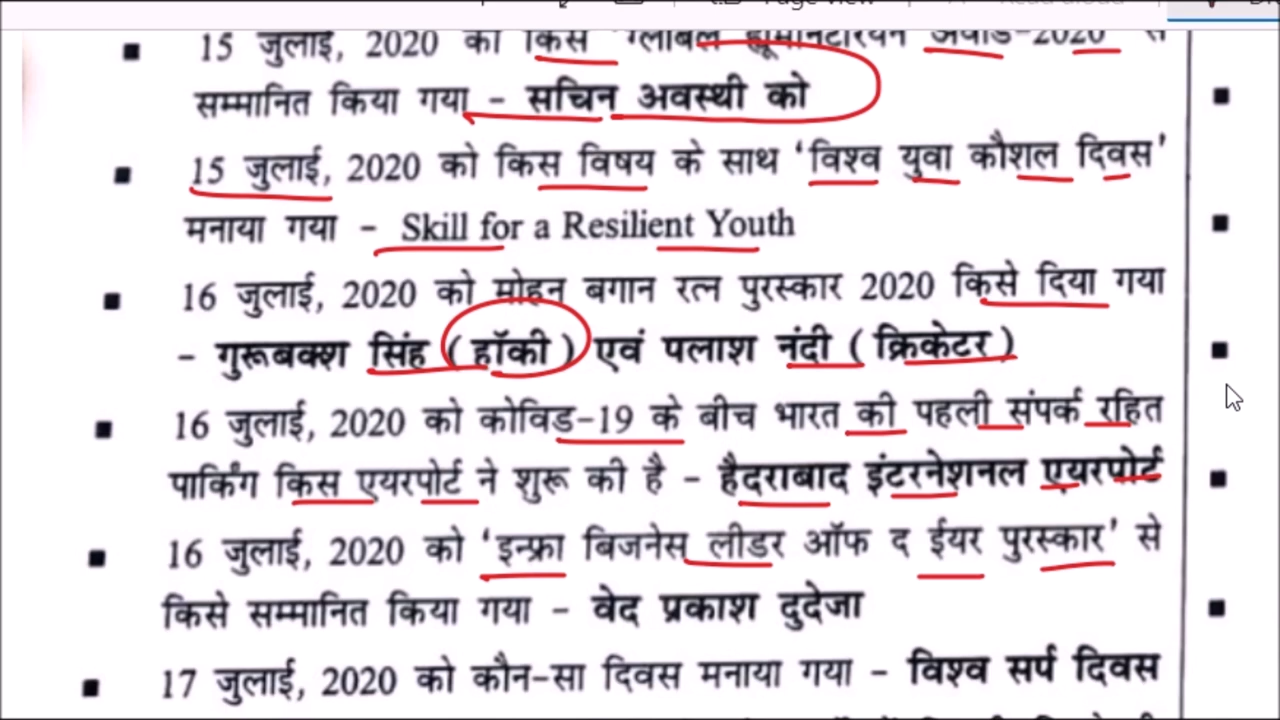 ■ 15 जुलाई, 2020 को किसे 'ग्लोबल ह्यूमैनिटेरियन अवार्ड-2020' से
सम्मानित किया गया - सचिन अवस्थी को
■ 15 जुलाई, 2020 को किस विषय के साथ 'विश्व युवा कौशल दिवस'
मनाया गया - Skill for a Resilient Youth
■ 16 जुलाई, 2020 को मोहन बगान रत्न पुरस्कार 2020 किसे दिया गया
- गुरूबक्श सिंह (हॉकी) एवं पलाश नंदी (क्रिकेटर)
■ 16 जुलाई, 2020 को कोविड-19 के बीच भारत की पहली संपर्क रहित
पार्किंग किस एयरपोर्ट ने शुरू की है - हैदराबाद इंटरनेशनल एयरपोर्ट
■ 16 जुलाई, 2020 को 'इन्फ्रा बिजनेस लीडर ऑफ द ईयर पुरस्कार' से
किसे सम्मानित किया गया - वेद प्रकाश दुदेजा
■ 17 जुलाई, 2020 को कौन-सा दिवस मनाया गया - विश्व सर्प दिवस